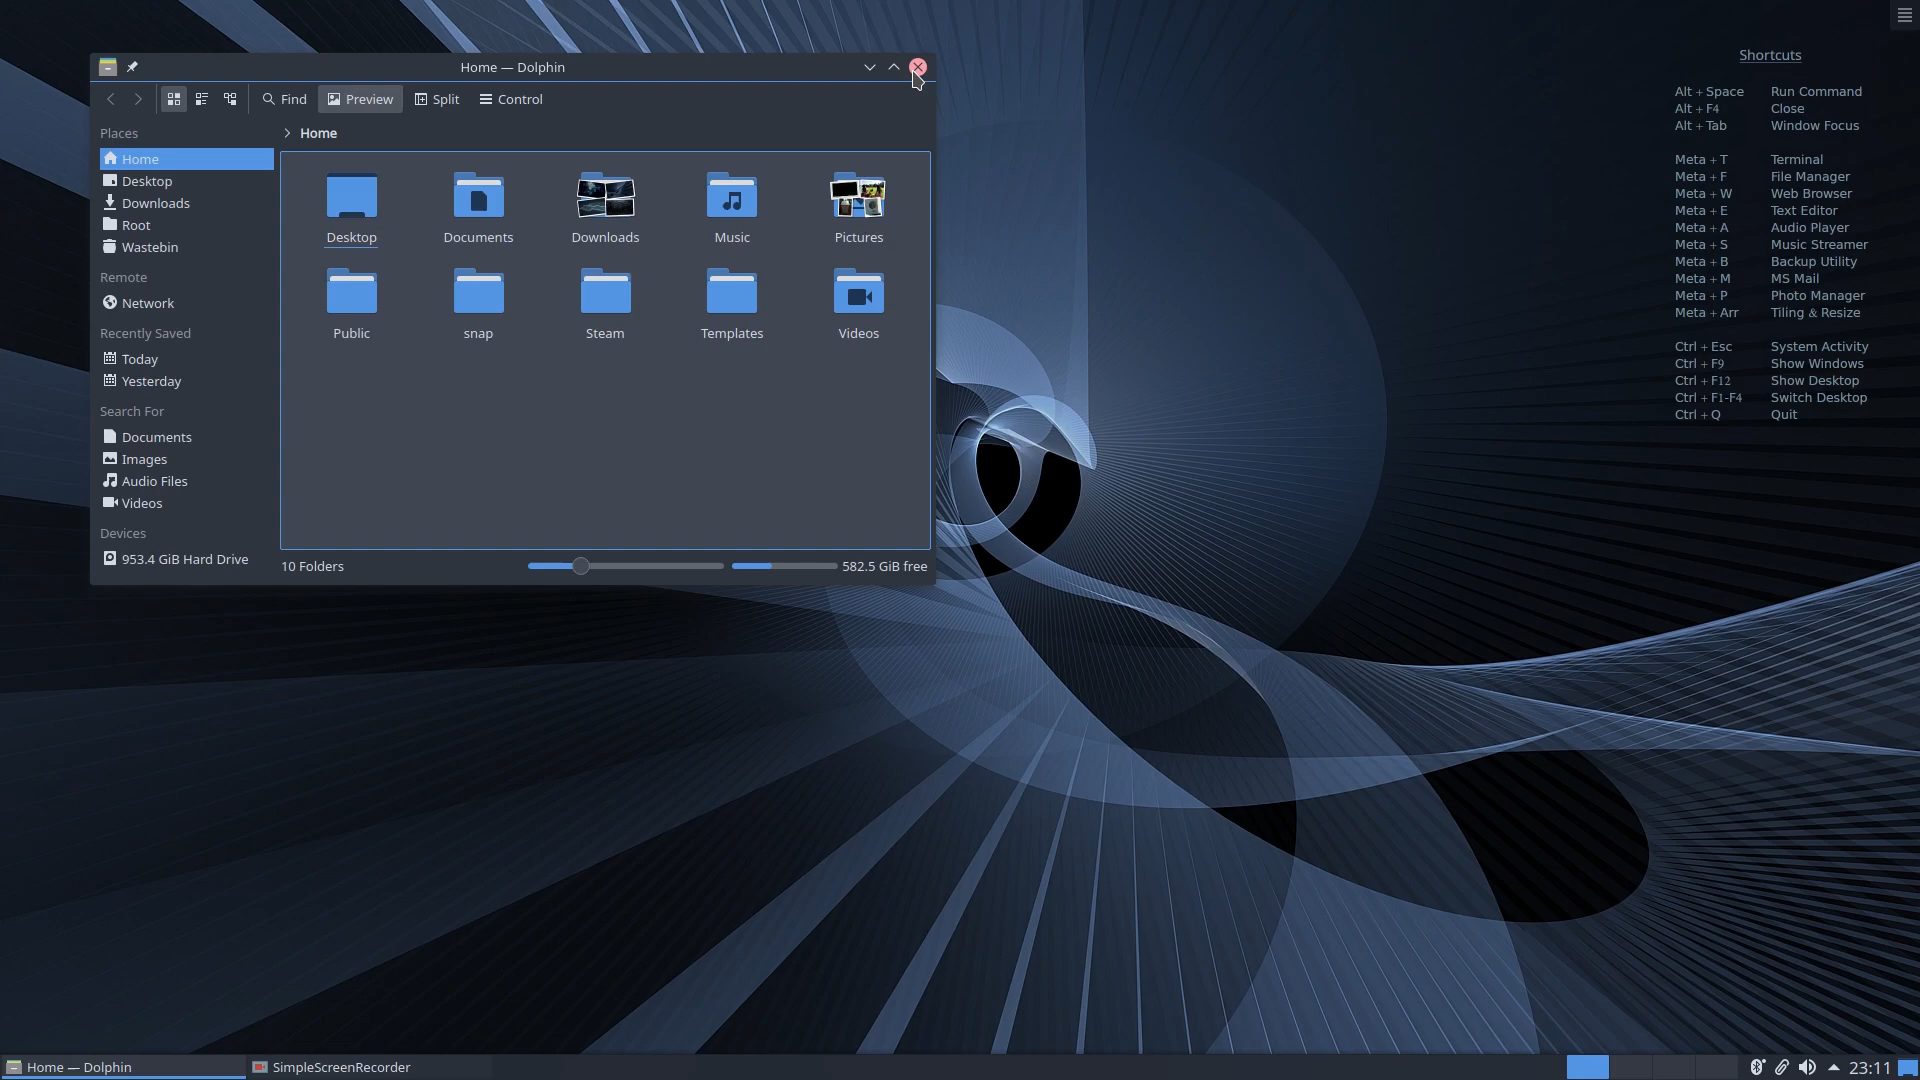 Home — Dolphin
Find
Preview
Split
Control
Places
Home
Desktop
Downloads
Root
Wastebin
Remote
Network
Recently Saved
Today
Yesterday
Search For
Documents
Images
Audio Files
Videos
Devices
953.4 GiB Hard Drive
> Home
Desktop
Documents
Downloads
Music
Pictures
Public
snap
Steam
Templates
Videos
10 Folders
582.5 GiB free
Shortcuts
Alt + Space Run Command
Alt + F4 Close
Alt + Tab Window Focus
Meta + T Terminal
Meta + F File Manager
Meta + W Web Browser
Meta + E Text Editor
Meta + A Audio Player
Meta + S Music Streamer
Meta + B Backup Utility
Meta + M MS Mail
Meta + P Photo Manager
Meta + Arr Tiling & Resize
Ctrl + Esc System Activity
Ctrl + F9 Show Windows
Ctrl + F12 Show Desktop
Ctrl + F1-F4 Switch Desktop
Ctrl + Q Quit
Home — Dolphin
SimpleScreenRecorder
23:11